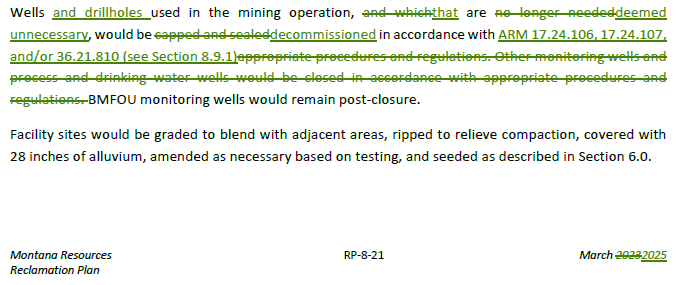 Wells and drillholes used in the mining operation, and whichthat are no longer neededdeemed
unnecessary, would be capped and sealeddecommissioned in accordance with ARM 17.24.106, 17.24.107,
and/or 36.21.810 (see Section 8.9.1)appropriate procedures and regulations. Other monitoring wells and
process and drinking water wells would be closed in accordance with appropriate procedures and
regulations. BMFOU monitoring wells would remain post-closure.
Facility sites would be graded to blend with adjacent areas, ripped to relieve compaction, covered with
28 inches of alluvium, amended as necessary based on testing, and seeded as described in Section 6.0.
Montana Resources RP-8-21 March 20232025
Reclamation Plan